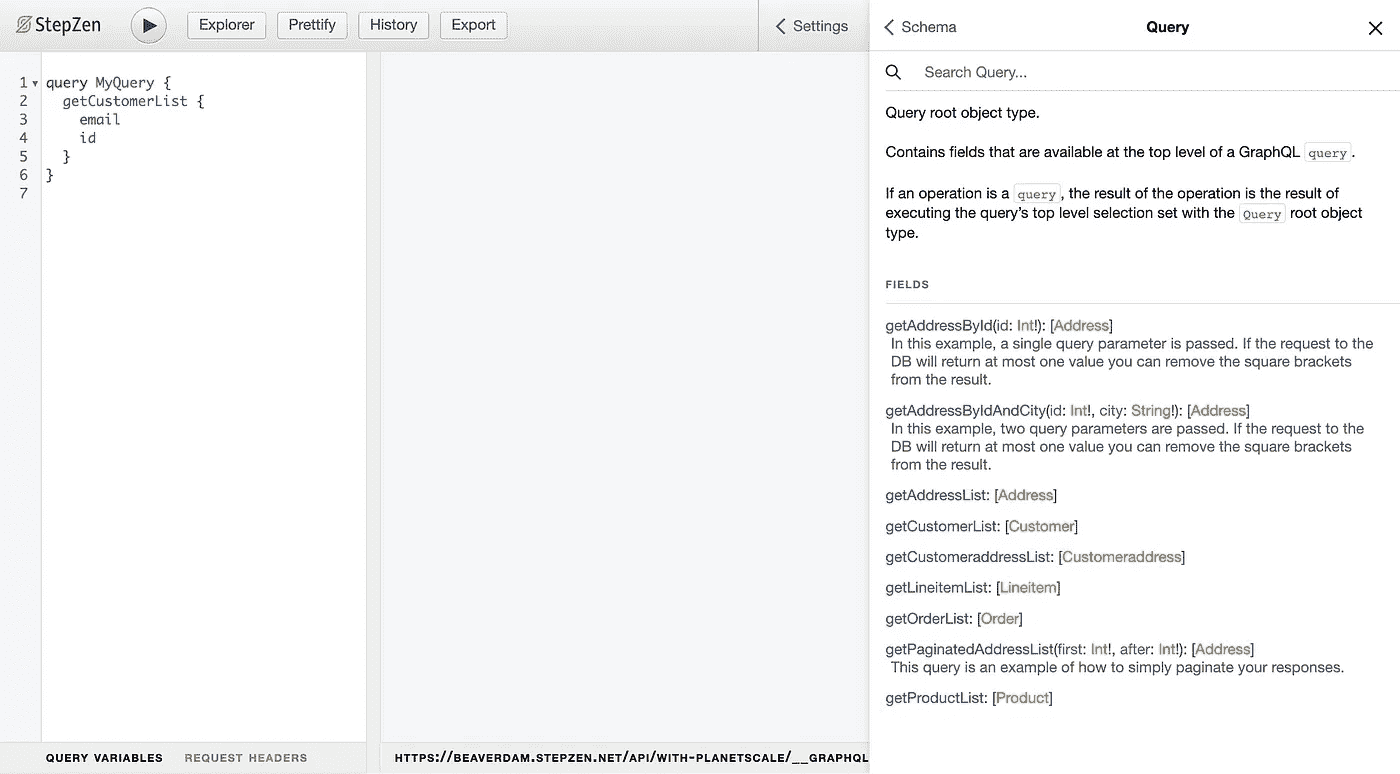 StepZen
Explorer
Prettify
History
Export
Settings
1 query MyQuery {
2 getCustomerList {
3 email
4 id
5 }
6 }
7
QUERY VARIABLES
REQUEST HEADERS
HTTPS://BEAVERDAM.STEPZEN.NET/API/WITH-PLANETSCALE/__GRAPHQL
Schema
Query
Search Query...
Query root object type.
Contains fields that are available at the top level of a GraphQL query.
If an operation is a query, the result of the operation is the result of
executing the query’s top level selection set with the Query root object
type.
FIELDS
getAddressById(id: Int!): [Address]
In this example, a single query parameter is passed. If the request to the
DB will return at most one value you can remove the square brackets
from the result.
getAddressByIdAndCity(id: Int!, city: String!): [Address]
In this example, two query parameters are passed. If the request to the
DB will return at most one value you can remove the square brackets
from the result.
getAddressList: [Address]
getCustomerList: [Customer]
getCustomeraddressList: [Customeraddress]
getLineitemList: [Lineitem]
getOrderList: [Order]
getPaginatedAddressList(first: Int!, after: Int!): [Address]
This query is an example of how to simply paginate your responses.
getProductList: [Product]